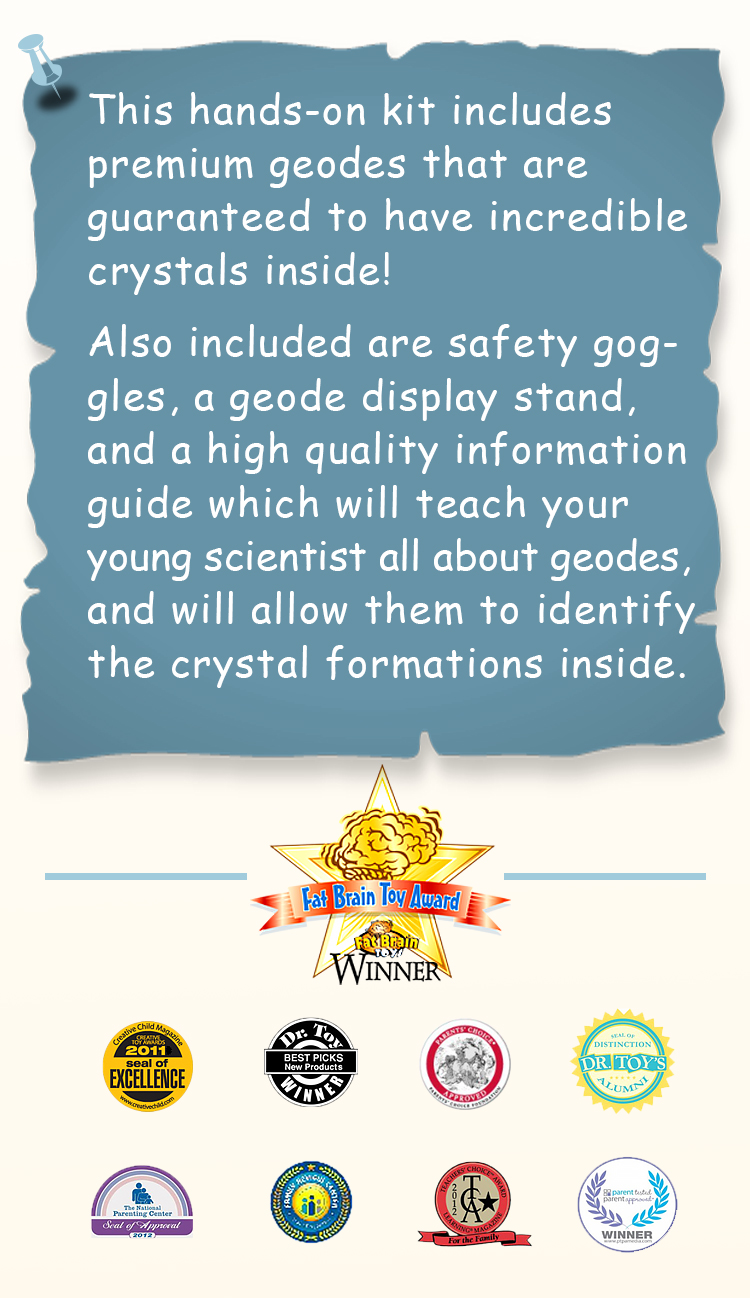 This hands-on kit includes
premium geodes that are
guaranteed to have incredible
crystals inside!
Also included are safety gog-
gles, a geode display stand,
and a high quality information
guide which will teach your
young scientist all about geodes,
and will allow them to identify
the crystal formations inside.
Fat Brain Toy Award
Fat Brain
TOYS
WINNER
Creative Child Magazine
CREATIVE
TOY AWARDS
2011
seal of
EXCELLENCE
www.creativechild.com
Dr. Toy
BEST PICKS
New Products
WINNER
PARENTS' CHOICE®
APPROVED
PARENTS' CHOICE FOUNDATION
SEAL OF
DISTINCTION
DR. TOY'S
ALUMNI
The National
Parenting Center
Seal of Approval
2012
FAMILY REVIEW CENTER
TEACHERS' CHOICE AWARD
2012
TCA
LEARNING® MAGAZINE
For the Family
parent tested
parent approved
WINNER
www.ptpamedia.com